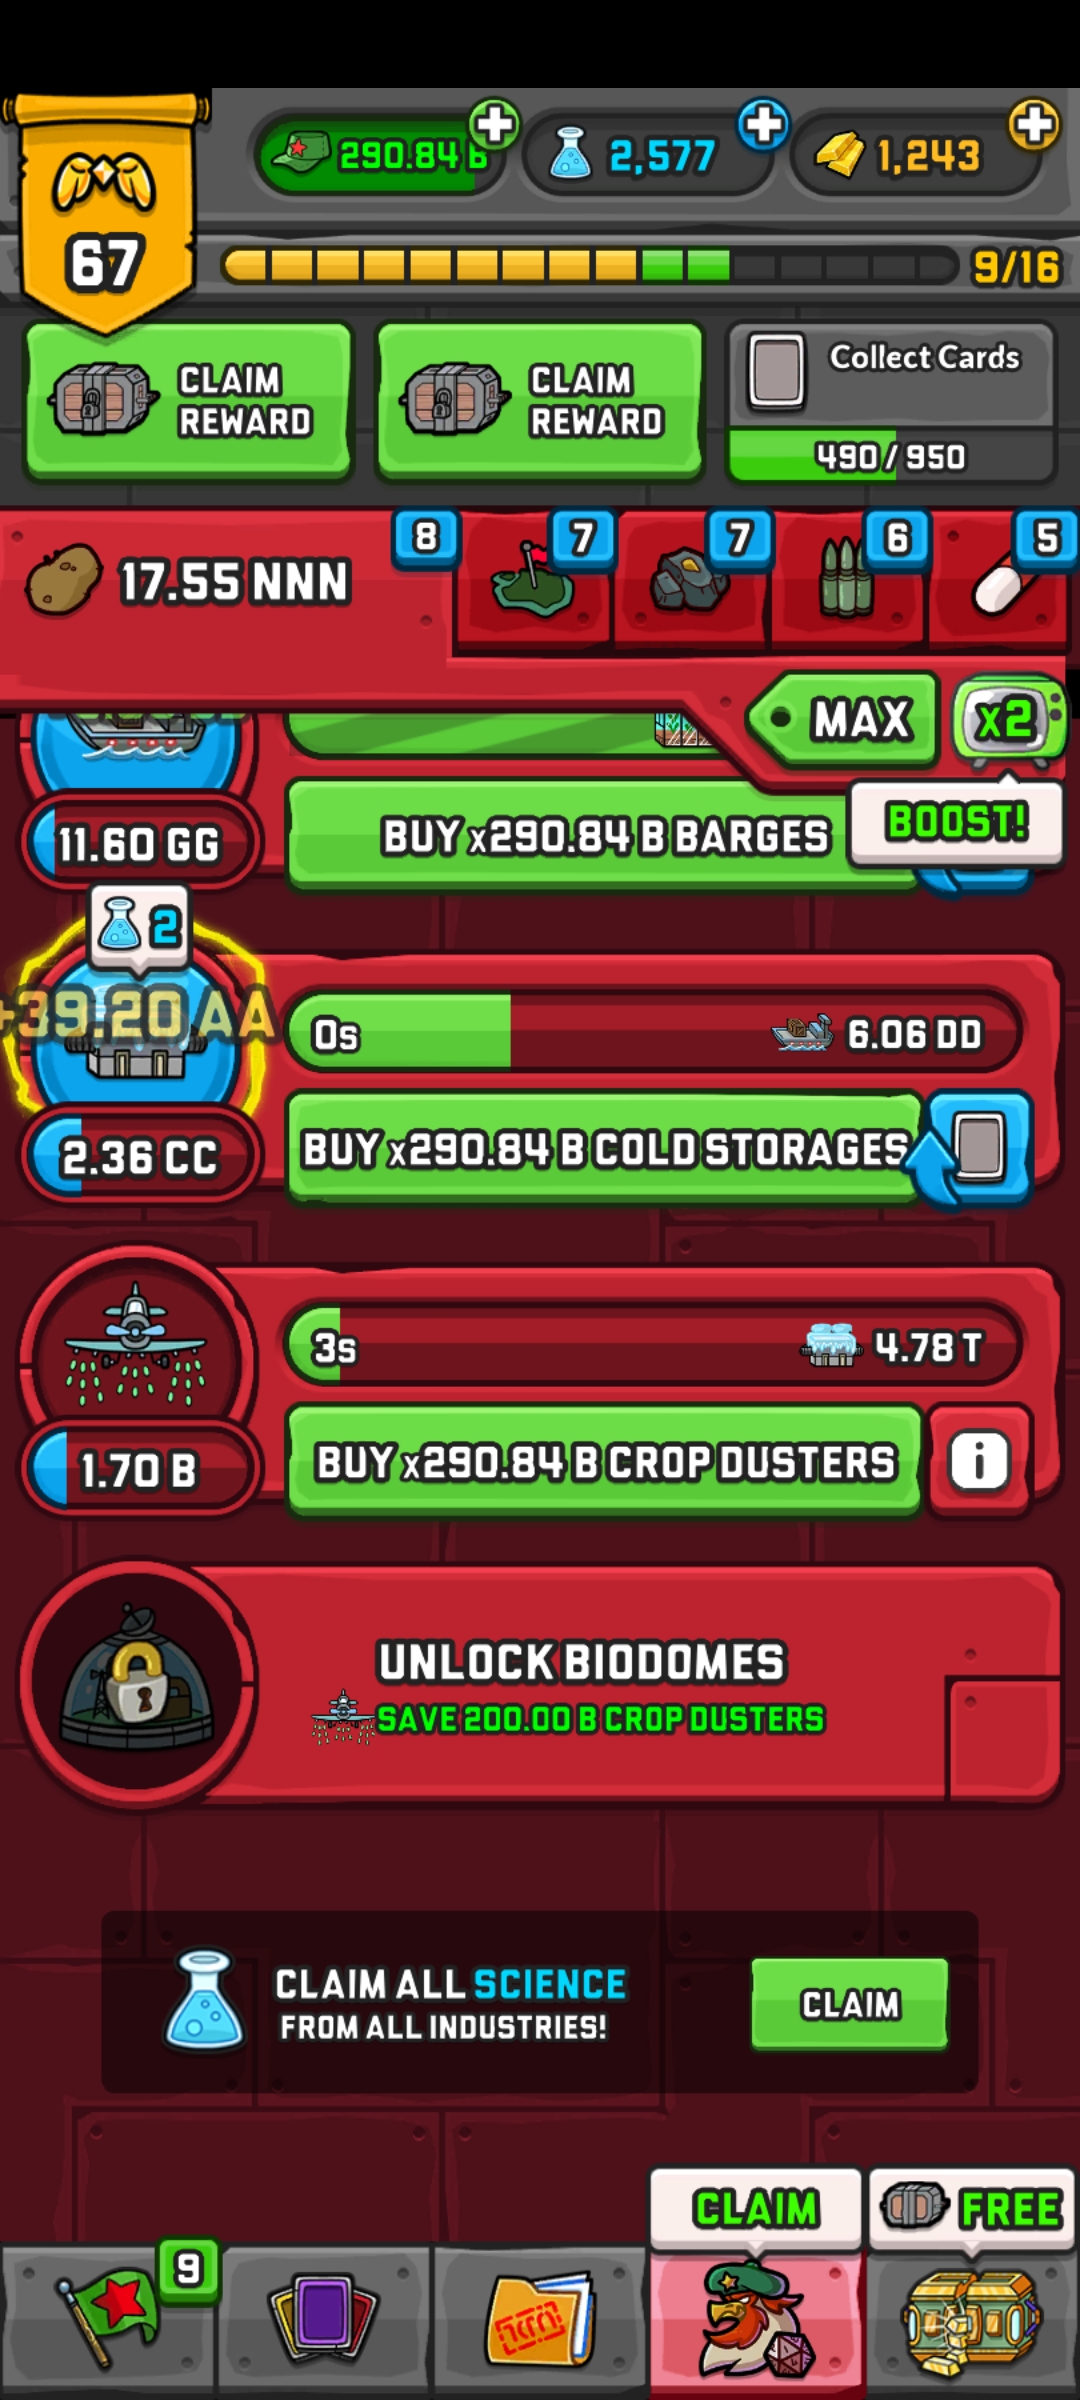 290.84 B
2,577
1,243
67
9/16
CLAIM
REWARD
CLAIM
REWARD
Collect Cards
490 / 950
17.55 NNN
8
7
7
6
5
MAX
x2
BOOST!
11.60 GG
BUY x290.84 B BARGES
2
+39.20 AA
0s
6.06 DD
2.36 CC
BUY x290.84 B COLD STORAGES
3s
4.78 T
1.70 B
BUY x290.84 B CROP DUSTERS
i
UNLOCK BIODOMES
SAVE 200.00 B CROP DUSTERS
CLAIM ALL SCIENCE
FROM ALL INDUSTRIES!
CLAIM
CLAIM
FREE
9